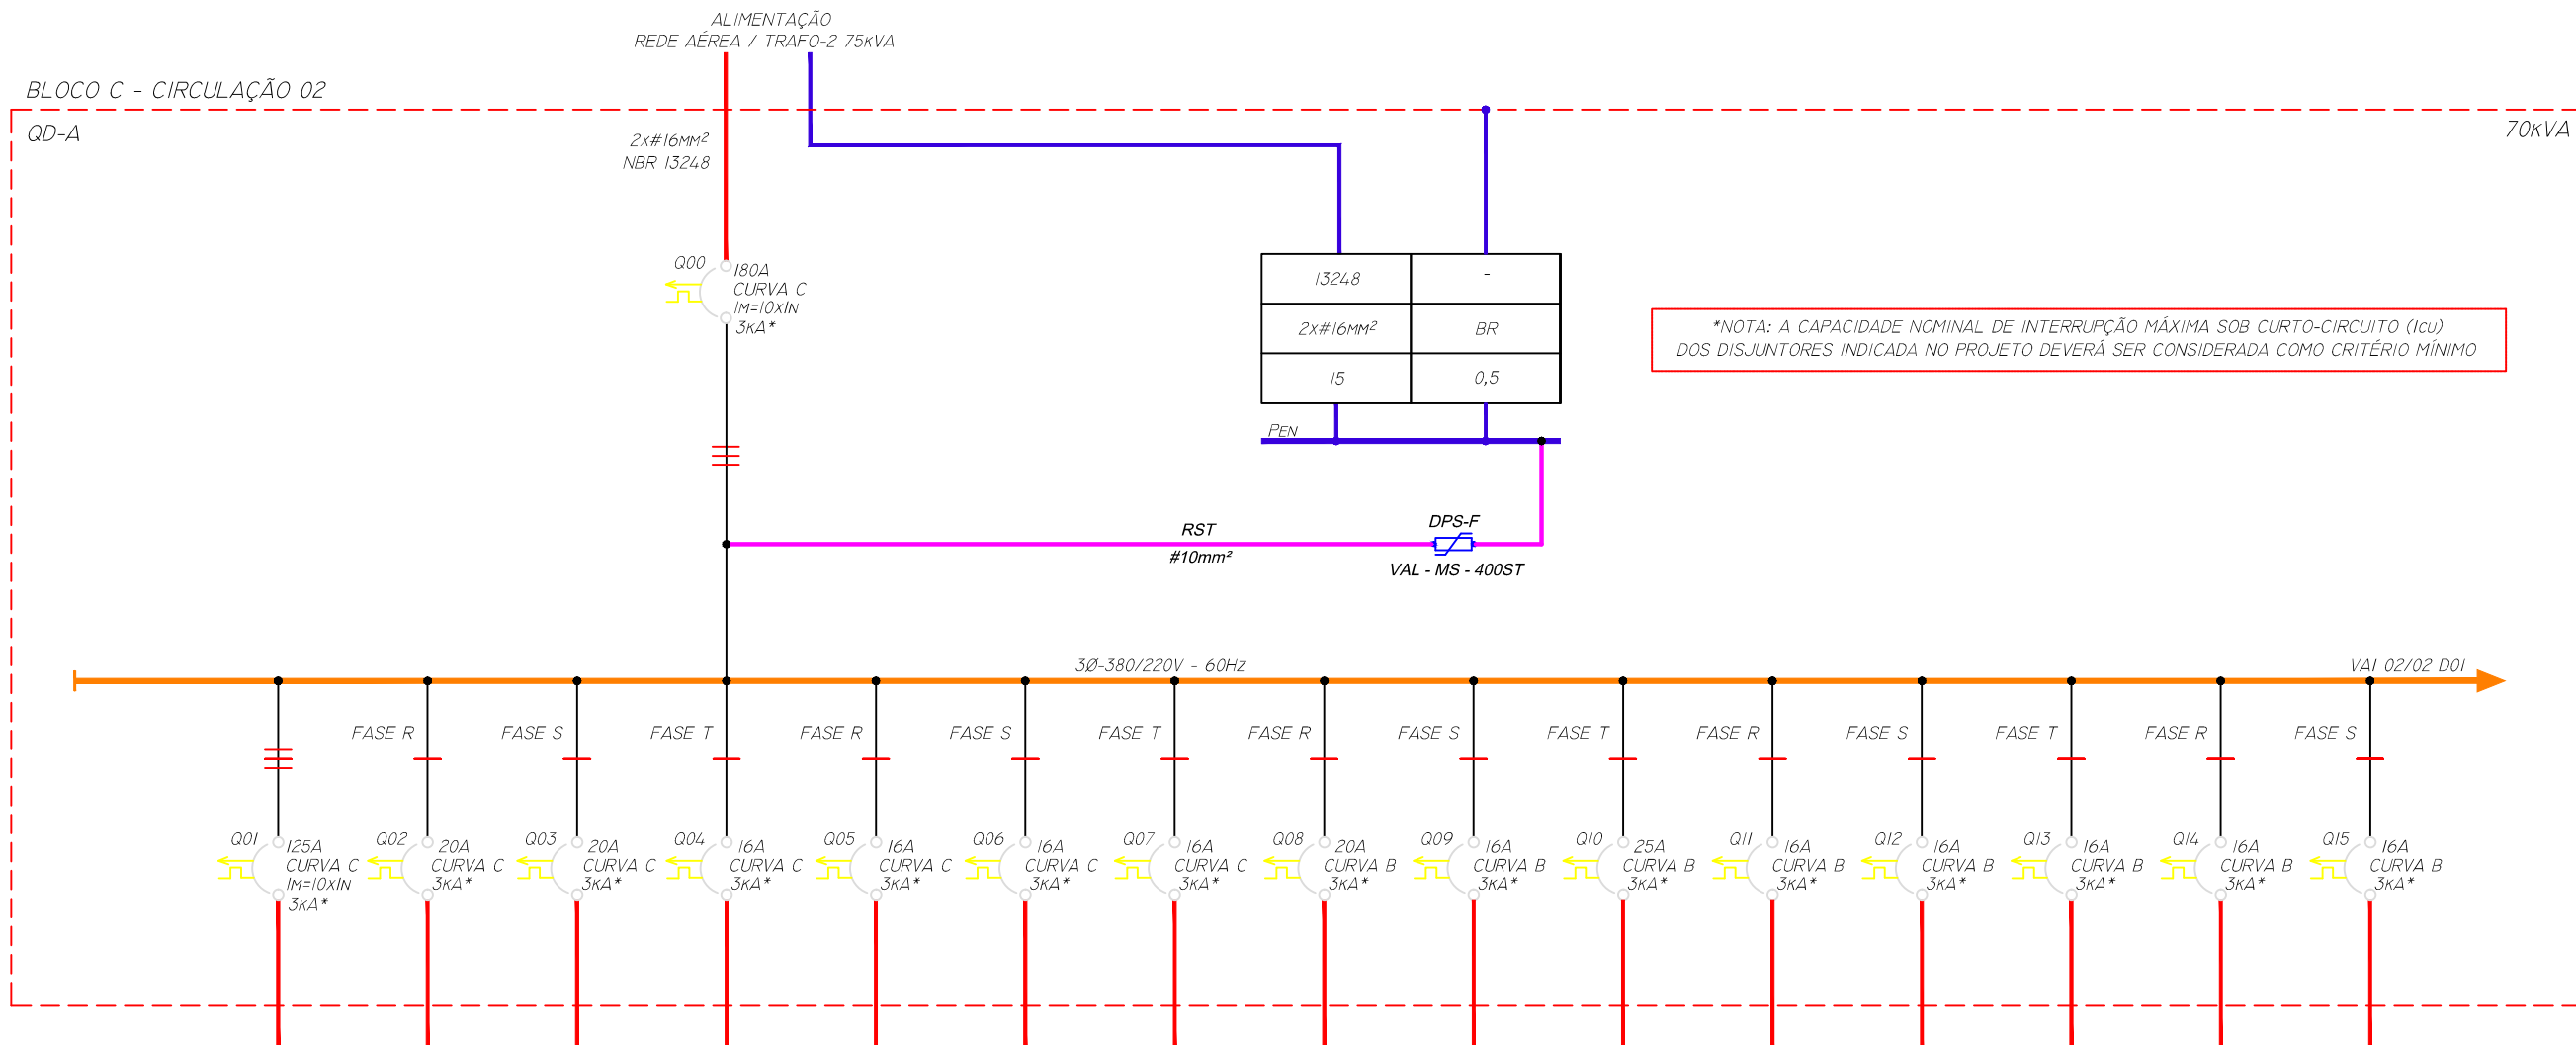 ALIMENTAÇÃO
REDE AÉREA / TRAFO-2 75KVA
BLOCO C - CIRCULAÇÃO 02
QD-A
70KVA
2X#16MM²
NBR 13248
Q00
180A
CURVA C
IM=10XIN
3KA*
13248
-
2X#16MM²
BR
15
0,5
PEN
*NOTA: A CAPACIDADE NOMINAL DE INTERRUPÇÃO MÁXIMA SOB CURTO-CIRCUITO (ICU)
DOS DISJUNTORES INDICADA NO PROJETO DEVERÁ SER CONSIDERADA COMO CRITÉRIO MÍNIMO
RST
#10mm²
DPS-F
VAL - MS - 400ST
3Ø-380/220V - 60HZ
VAI 02/02 D01
FASE R
FASE S
FASE T
FASE R
FASE S
FASE T
FASE R
FASE S
FASE T
FASE R
FASE S
FASE T
FASE R
FASE S
Q01
125A
CURVA C
IM=10XIN
3KA*
Q02
20A
CURVA C
3KA*
Q03
20A
CURVA C
3KA*
Q04
16A
CURVA C
3KA*
Q05
16A
CURVA C
3KA*
Q06
16A
CURVA C
3KA*
Q07
16A
CURVA C
3KA*
Q08
20A
CURVA B
3KA*
Q09
16A
CURVA B
3KA*
Q10
25A
CURVA B
3KA*
Q11
16A
CURVA B
3KA*
Q12
16A
CURVA B
3KA*
Q13
16A
CURVA B
3KA*
Q14
16A
CURVA B
3KA*
Q15
16A
CURVA B
3KA*